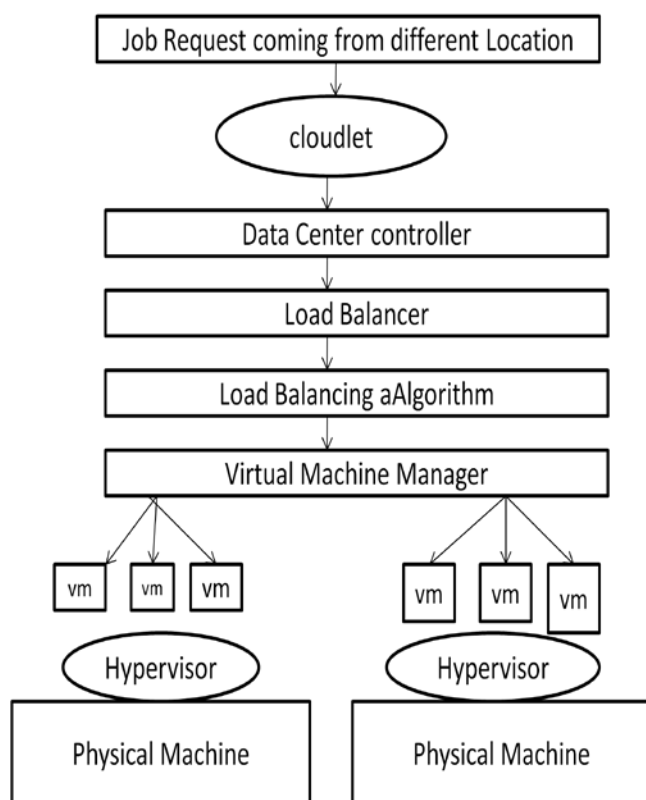 Job Request coming from different Location
cloudlet
Data Center controller
Load Balancer
Load Balancing aAlgorithm
Virtual Machine Manager
vm vm vm vm vm vm
Hypervisor Hypervisor
Physical Machine Physical Machine